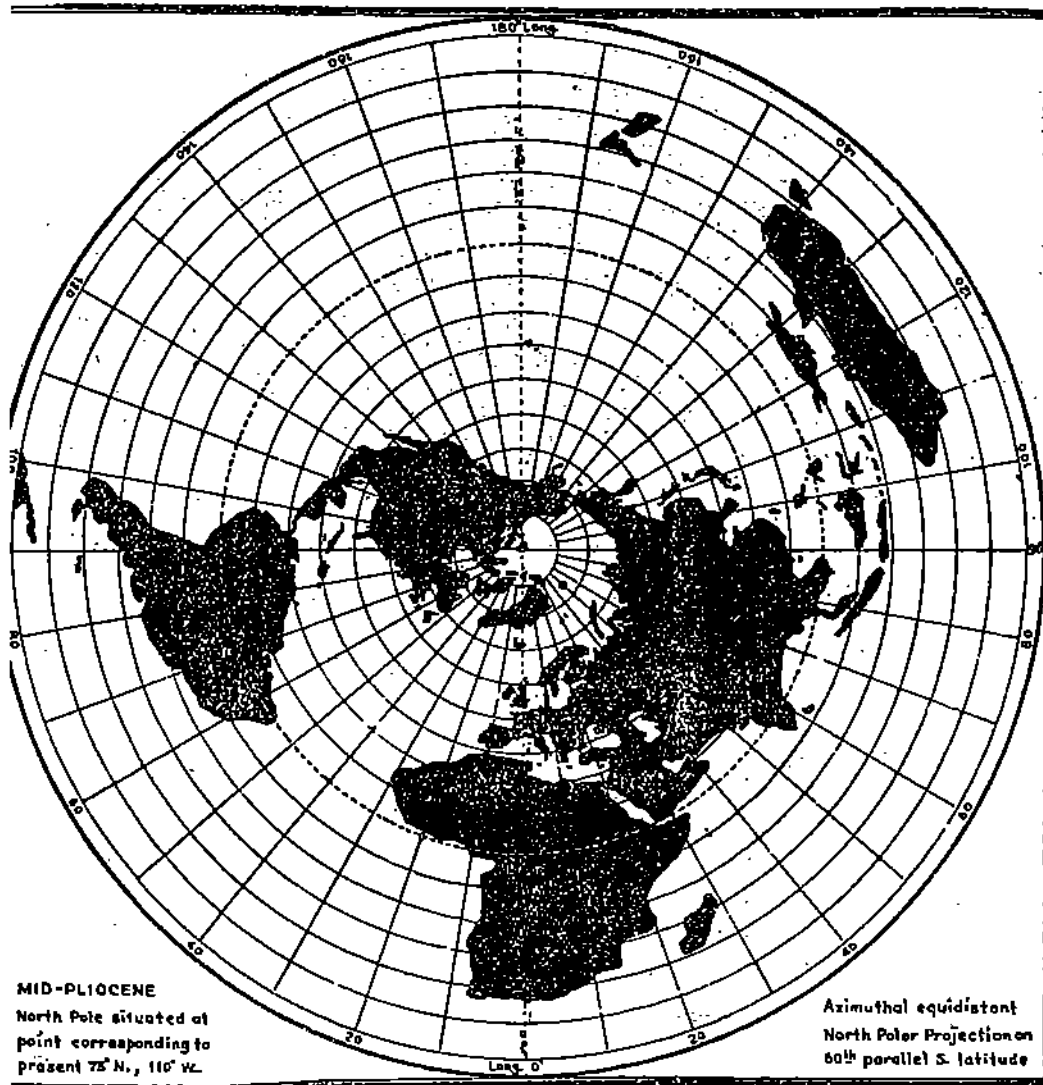 180° Long.
160
160
140
140
120
120
100
100
80
80
60
60
40
40
20
20
Long. 0°
MID-PLIOCENE
North Pole situated at
point corresponding to
present 75° N., 110° W.
Azimuthal equidistant
North Polar Projection on
60th parallel S. latitude